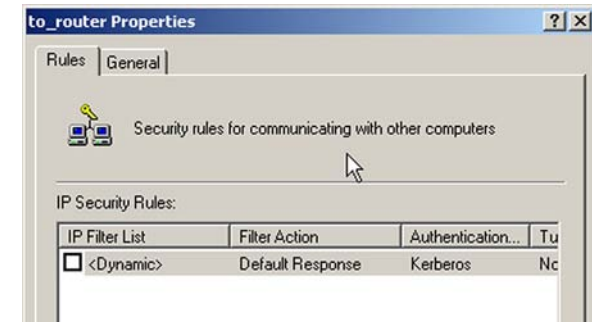 to_router Properties
Rules General
Security rules for communicating with other computers
IP Security Rules:
IP Filter List Filter Action Authentication... Tu
<Dynamic> Default Response Kerberos